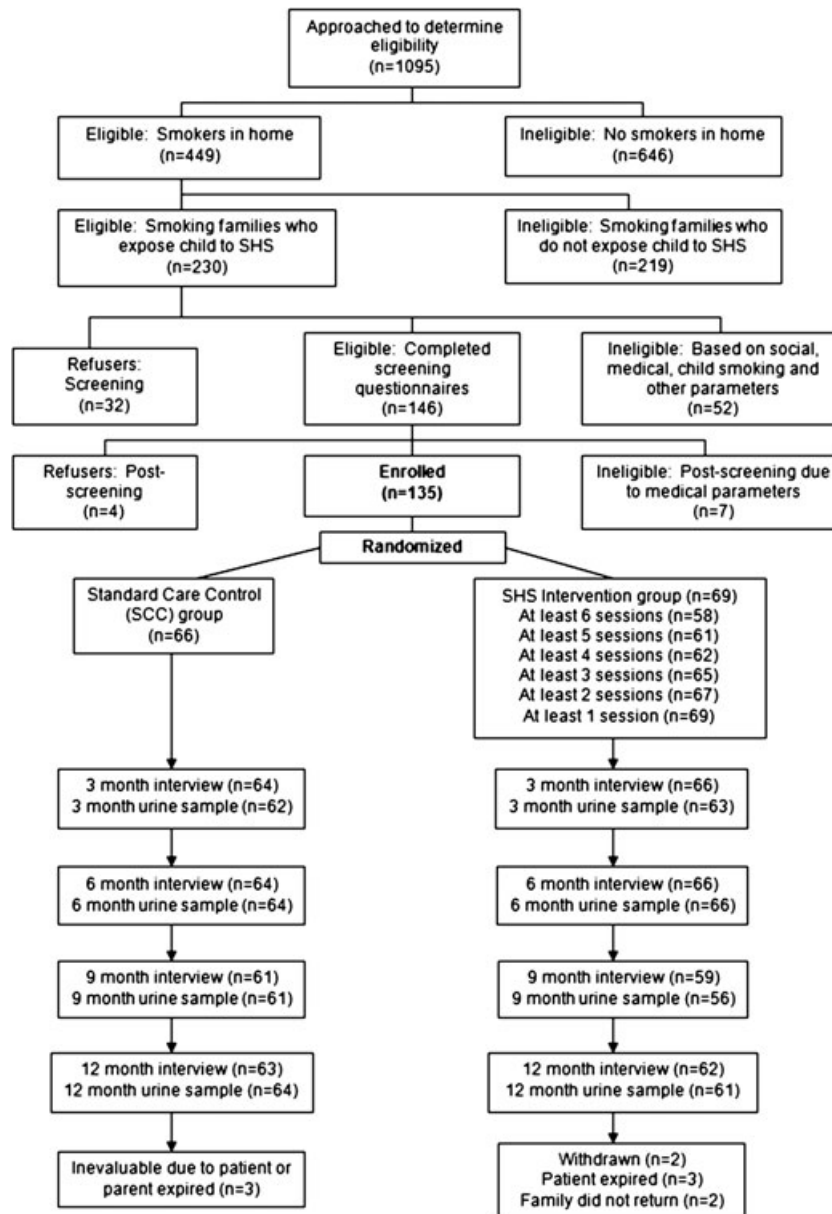 Approached to determine
eligibility
(n=1095)
Eligible: Smokers in home
(n=449)
Ineligible: No smokers in home
(n=646)
Eligible: Smoking families who
expose child to SHS
(n=230)
Ineligible: Smoking families who
do not expose child to SHS
(n=219)
Refusers:
Screening
(n=32)
Eligible: Completed
screening
questionnaires
(n=146)
Ineligible: Based on social,
medical, child smoking and
other parameters
(n=52)
Refusers: Post-
screening
(n=4)
Enrolled
(n=135)
Ineligible: Post-screening due
to medical parameters
(n=7)
Randomized
Standard Care Control
(SCC) group
(n=66)
SHS Intervention group (n=69)
At least 6 sessions (n=58)
At least 5 sessions (n=61)
At least 4 sessions (n=62)
At least 3 sessions (n=65)
At least 2 sessions (n=67)
At least 1 session (n=69)
3 month interview (n=64)
3 month urine sample (n=62)
3 month interview (n=66)
3 month urine sample (n=63)
6 month interview (n=64)
6 month urine sample (n=64)
6 month interview (n=66)
6 month urine sample (n=66)
9 month interview (n=61)
9 month urine sample (n=61)
9 month interview (n=59)
9 month urine sample (n=56)
12 month interview (n=63)
12 month urine sample (n=64)
12 month interview (n=62)
12 month urine sample (n=61)
Inevaluable due to patient or
parent expired (n=3)
Withdrawn (n=2)
Patient expired (n=3)
Family did not return (n=2)